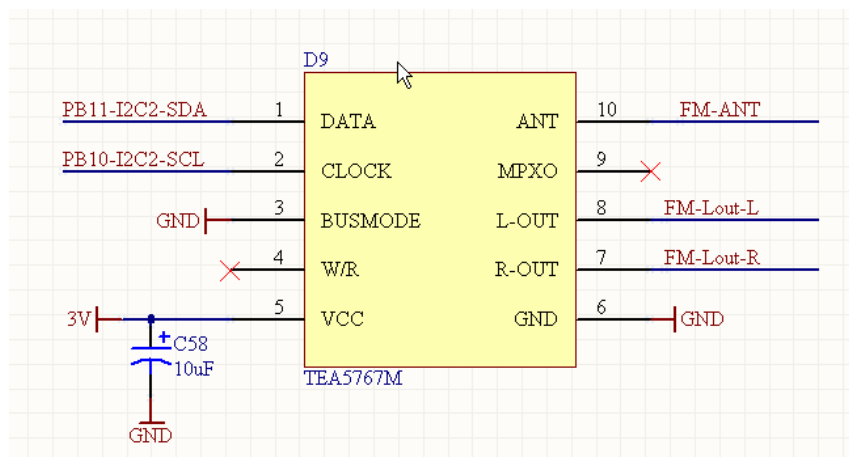 D9
PB11-I2C2-SDA 1 DATA ANT 10 FM-ANT
PB10-I2C2-SCL 2 CLOCK MPXO 9
GND 3 BUSMODE L-OUT 8 FM-Lout-L
4 W/R R-OUT 7 FM-Lout-R
3V 5 VCC GND 6 GND
+ C58
10uF
TEA5767M
GND